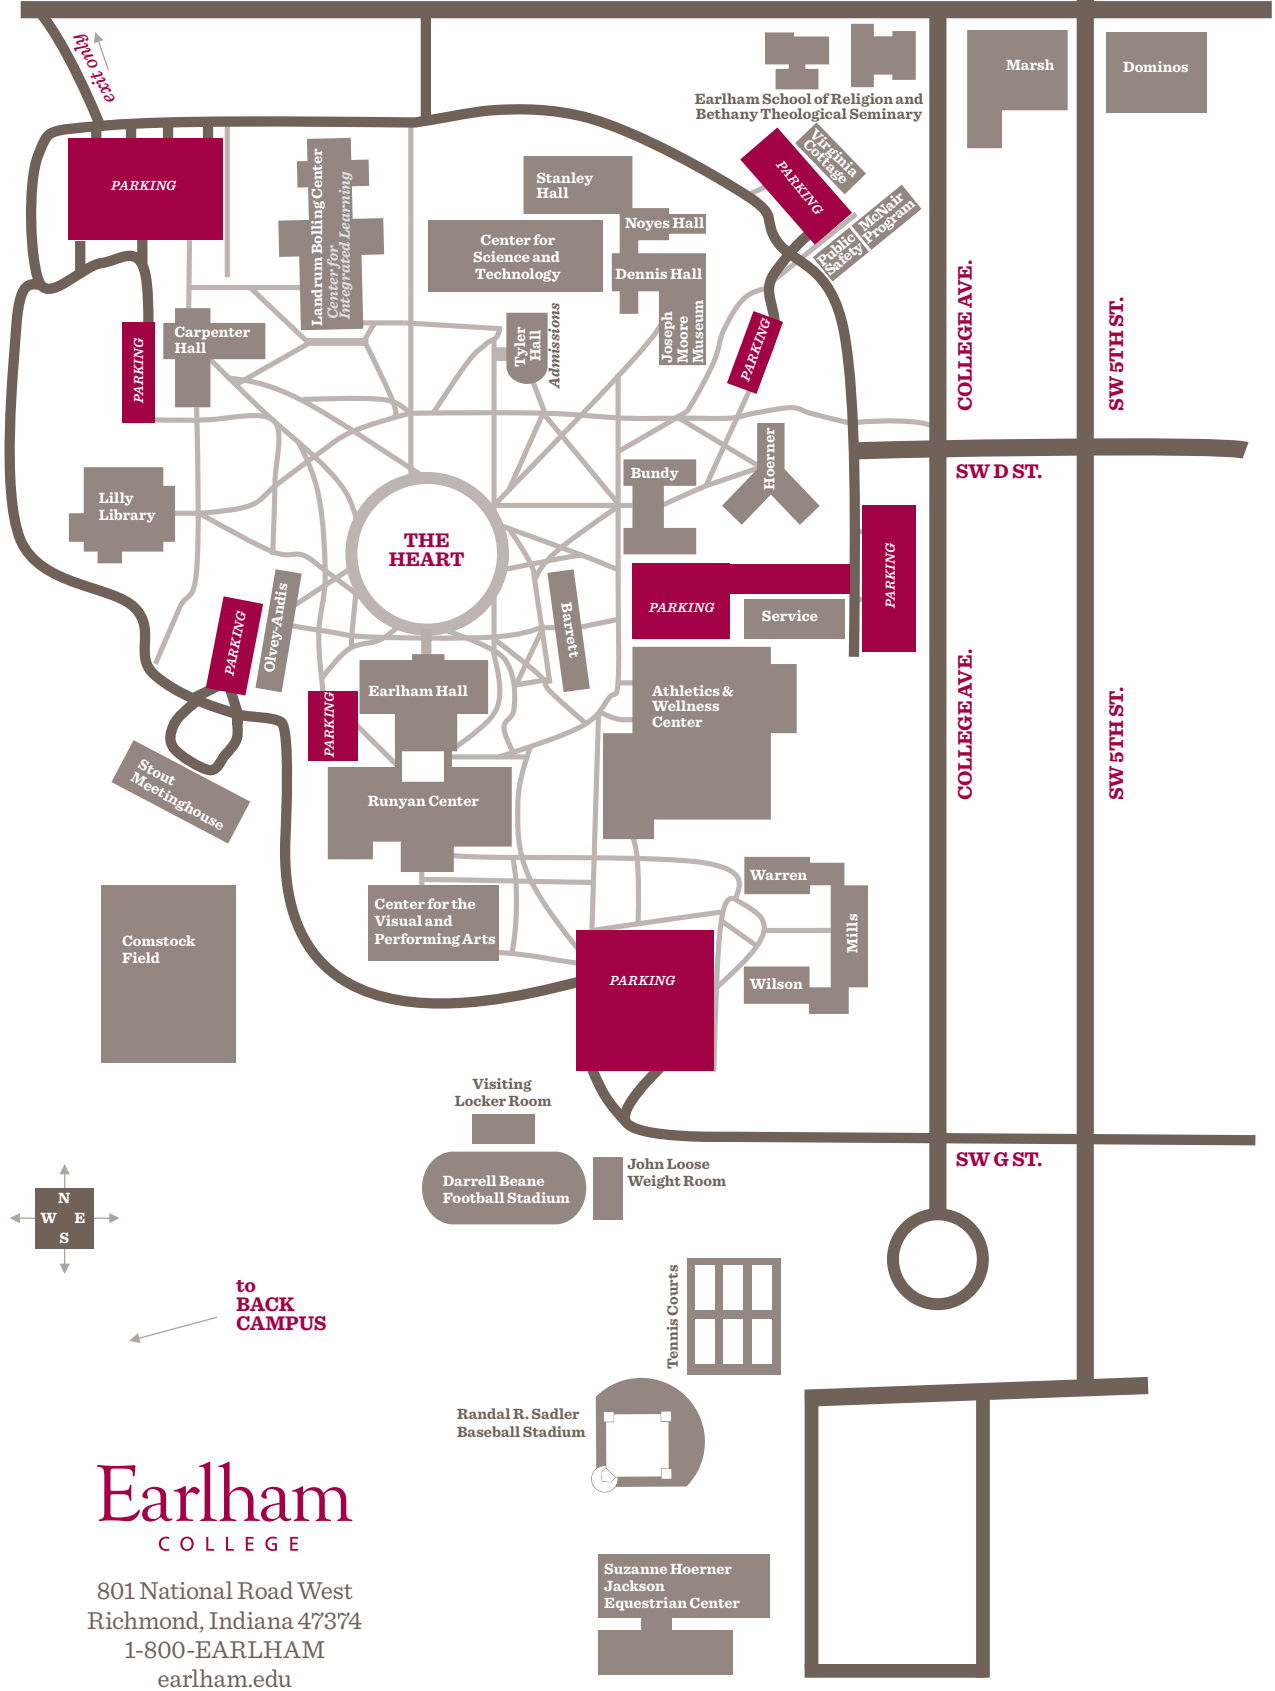 exit only
Earlham School of Religion and
Bethany Theological Seminary
Marsh
Dominos
PARKING
Landrum Bolling Center
Center for
Integrated Learning
Stanley
Hall
Noyes Hall
Center for
Science and
Technology
Dennis Hall
Joseph
Moore
Museum
PARKING
Virginia
Cottage
McNair
Program
Public
Safety
COLLEGE AVE.
SW 5TH ST.
Carpenter
Hall
PARKING
Tyler
Hall
Admissions
PARKING
Lilly
Library
Bundy
Hoerner
SW D ST.
THE
HEART
PARKING
PARKING
Service
Barrett
Olvey-Andis
PARKING
Earlham Hall
PARKING
Athletics &
Wellness
Center
COLLEGE AVE.
SW 5TH ST.
Stout
Meetinghouse
Runyan Center
Warren
Mills
Wilson
Center for the
Visual and
Performing Arts
Comstock
Field
PARKING
Visiting
Locker Room
Darrell Beane
Football Stadium
John Loose
Weight Room
SW G ST.
N
W E
S
to
BACK
CAMPUS
Tennis Courts
Randal R. Sadler
Baseball Stadium
Earlham
COLLEGE
801 National Road West
Richmond, Indiana 47374
1-800-EARLHAM
earlham.edu
Suzanne Hoerner
Jackson
Equestrian Center